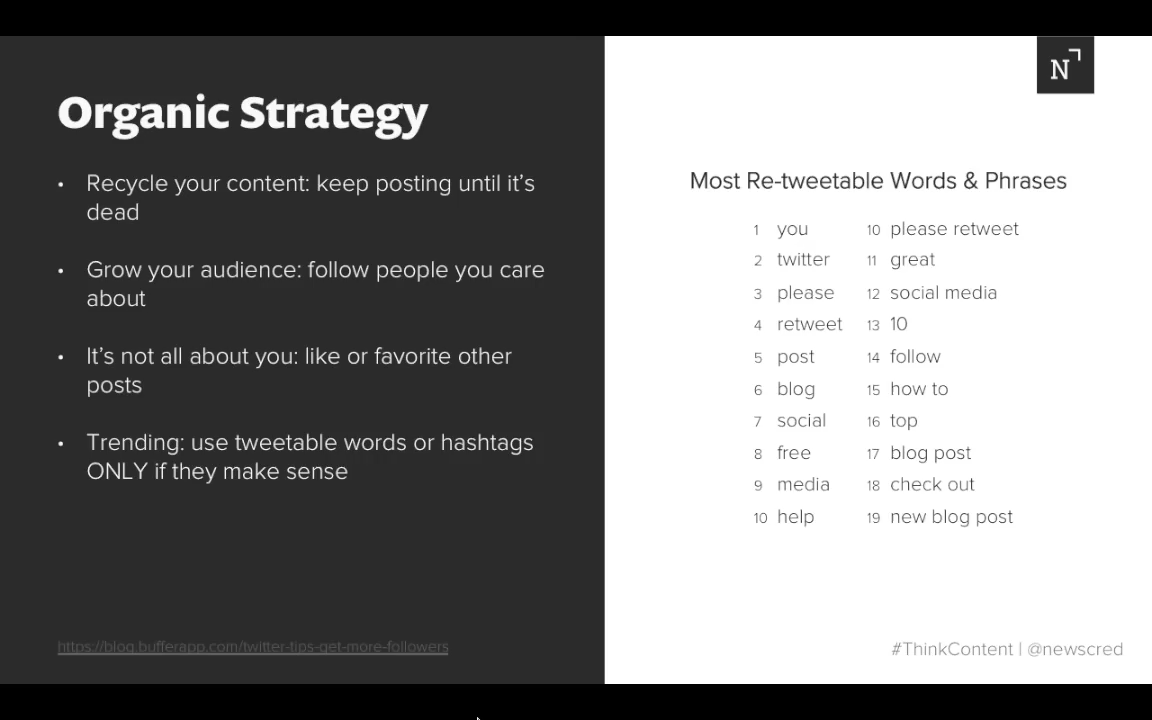 Organic Strategy
• Recycle your content: keep posting until it's
dead
• Grow your audience: follow people you care
about
• It's not all about you: like or favorite other
posts
• Trending: use tweetable words or hashtags
ONLY if they make sense
https://blog.bufferapp.com/twitter-tips-get-more-followers
N
Most Re-tweetable Words & Phrases
1 you
2 twitter
3 please
4 retweet
5 post
6 blog
7 social
8 free
9 media
10 help
10 please retweet
11 great
12 social media
13 10
14 follow
15 how to
16 top
17 blog post
18 check out
19 new blog post
#ThinkContent | @newscred